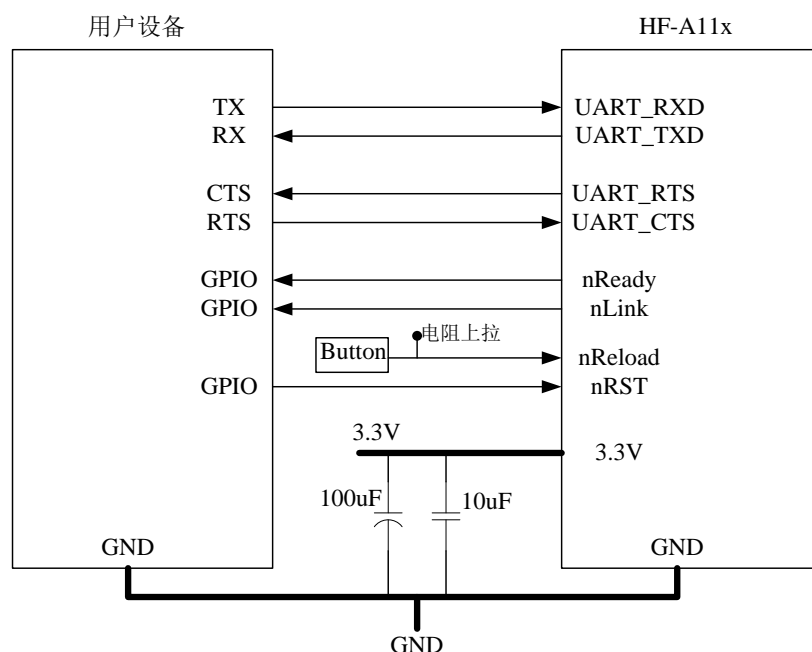 用户设备 HF-A11x
TX UART_RXD
RX UART_TXD
CTS UART_RTS
RTS UART_CTS
GPIO nReady
GPIO nLink
电阻上拉
Button nReload
GPIO nRST
3.3V 3.3V
100uF 10uF
GND GND
GND